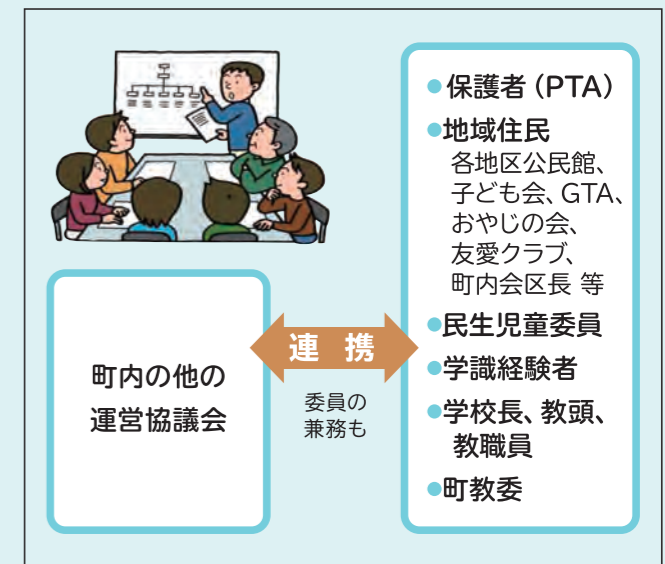 ●保護者（PTA）
●地域住民
各地区公民館、
子ども会、GTA、
おやじの会、
友愛クラブ、
町内会区長 等
●民生児童委員
●学識経験者
●学校長、教頭、
教職員
●町教委
町内の他の
運営協議会
連携
委員の
兼務も